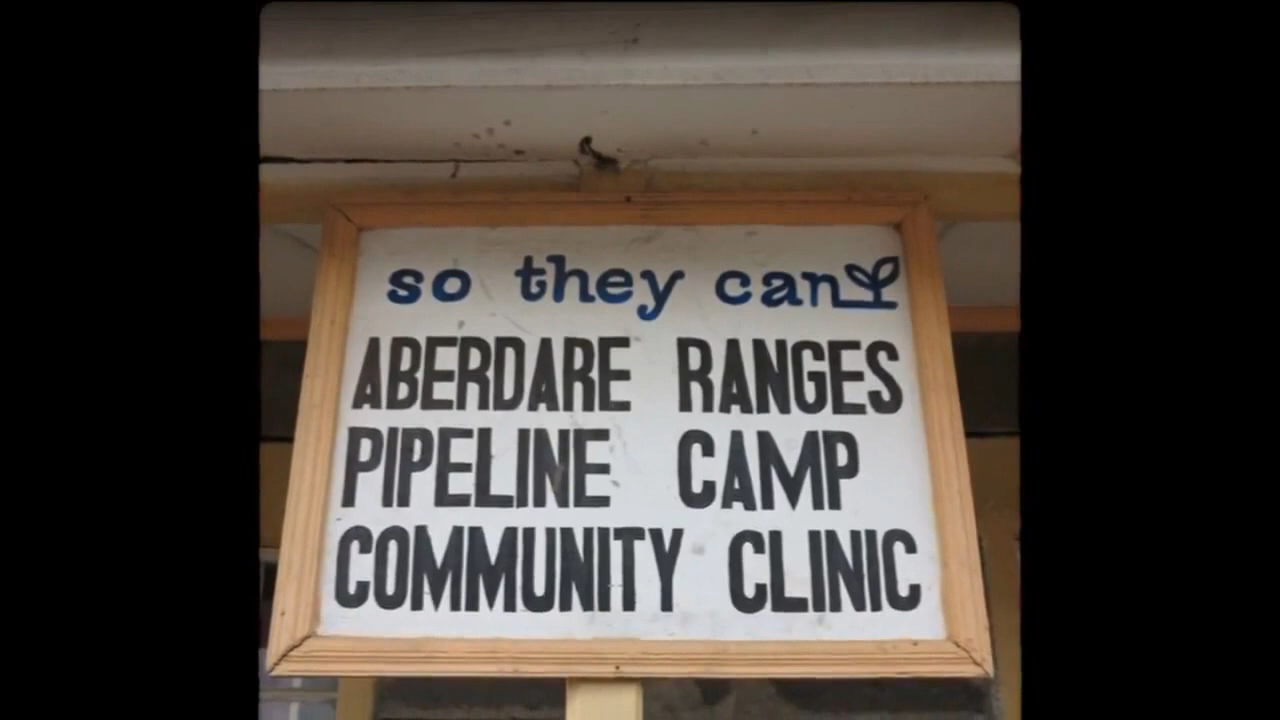 so they can
ABERDARE RANGES
PIPELINE CAMP
COMMUNITY CLINIC